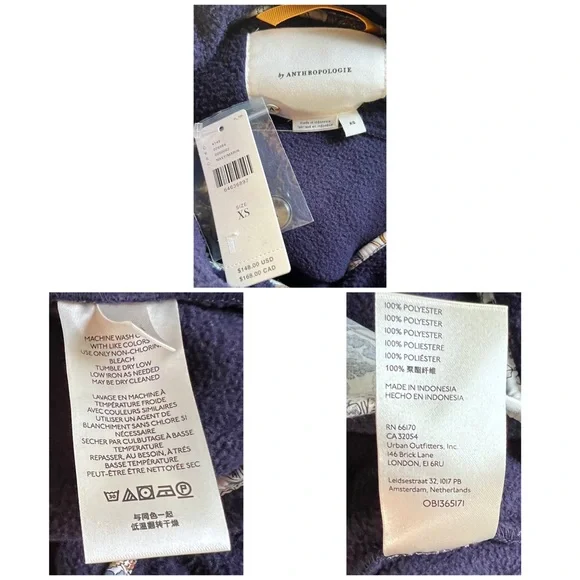 by ANTHROPOLOGIE
XS
64636897
SIZE
XS
$148.00 USD
$168.00 CAD
MACHINE WASH
WITH LIKE COLORS
USE ONLY NON-CHLORINE
BLEACH
TUMBLE DRY LOW
LOW IRON AS NEEDED
MAY BE DRY CLEANED
LAVAGE EN MACHINE À
TEMPÉRATURE FROIDE
AVEC COULEURS SIMILAIRES
UTILISER UN AGENT DE
BLANCHIMENT SANS CHLORE SI
NÉCESSAIRE
SECHER PAR CULBUTAGE À BASSE
TEMPERATURE
REPASSER, AU BESOIN, À TRÈS
BASSE TEMPÉRATURE
PEUT-ÊTRE ÊTRE NETTOYÉE SEC
与同色一起
低温翻转干燥
100% POLYESTER
100% POLYESTER
100% POLYESTER
100% POLIESTERE
100% POLIÉSTER
100% 聚酯纤维
MADE IN INDONESIA
HECHO EN INDONESIA
RN 66170
CA 32054
Urban Outfitters, Inc.
146 Brick Lane
LONDON, E1 6RU
Leidsestraat 32, 1017 PB
Amsterdam, Netherlands
OB1365171